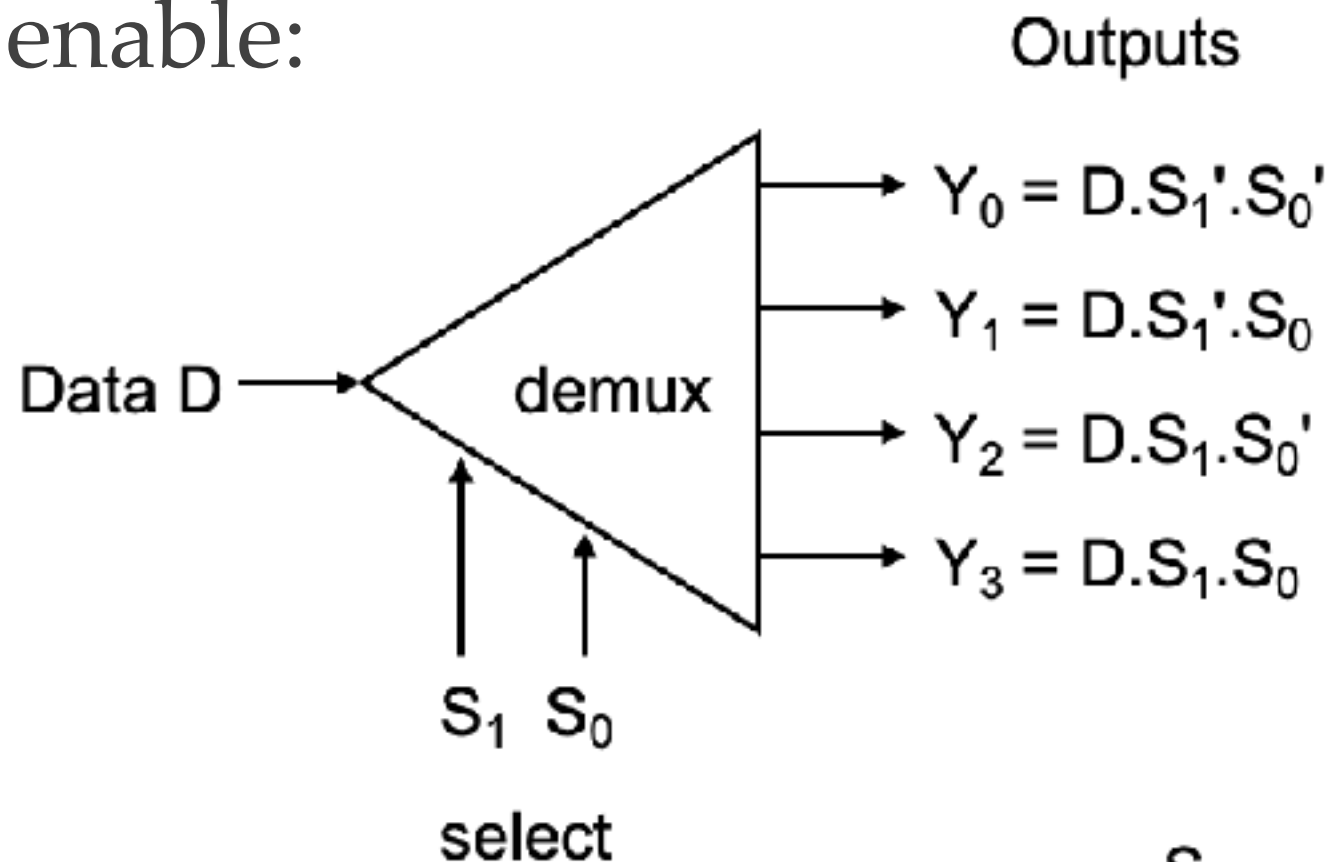 enable:
Outputs
Y₀ = D.S₁'.S₀'
Y₁ = D.S₁'.S₀
Data D
demux
Y₂ = D.S₁.S₀'
Y₃ = D.S₁.S₀
S₁ S₀
select